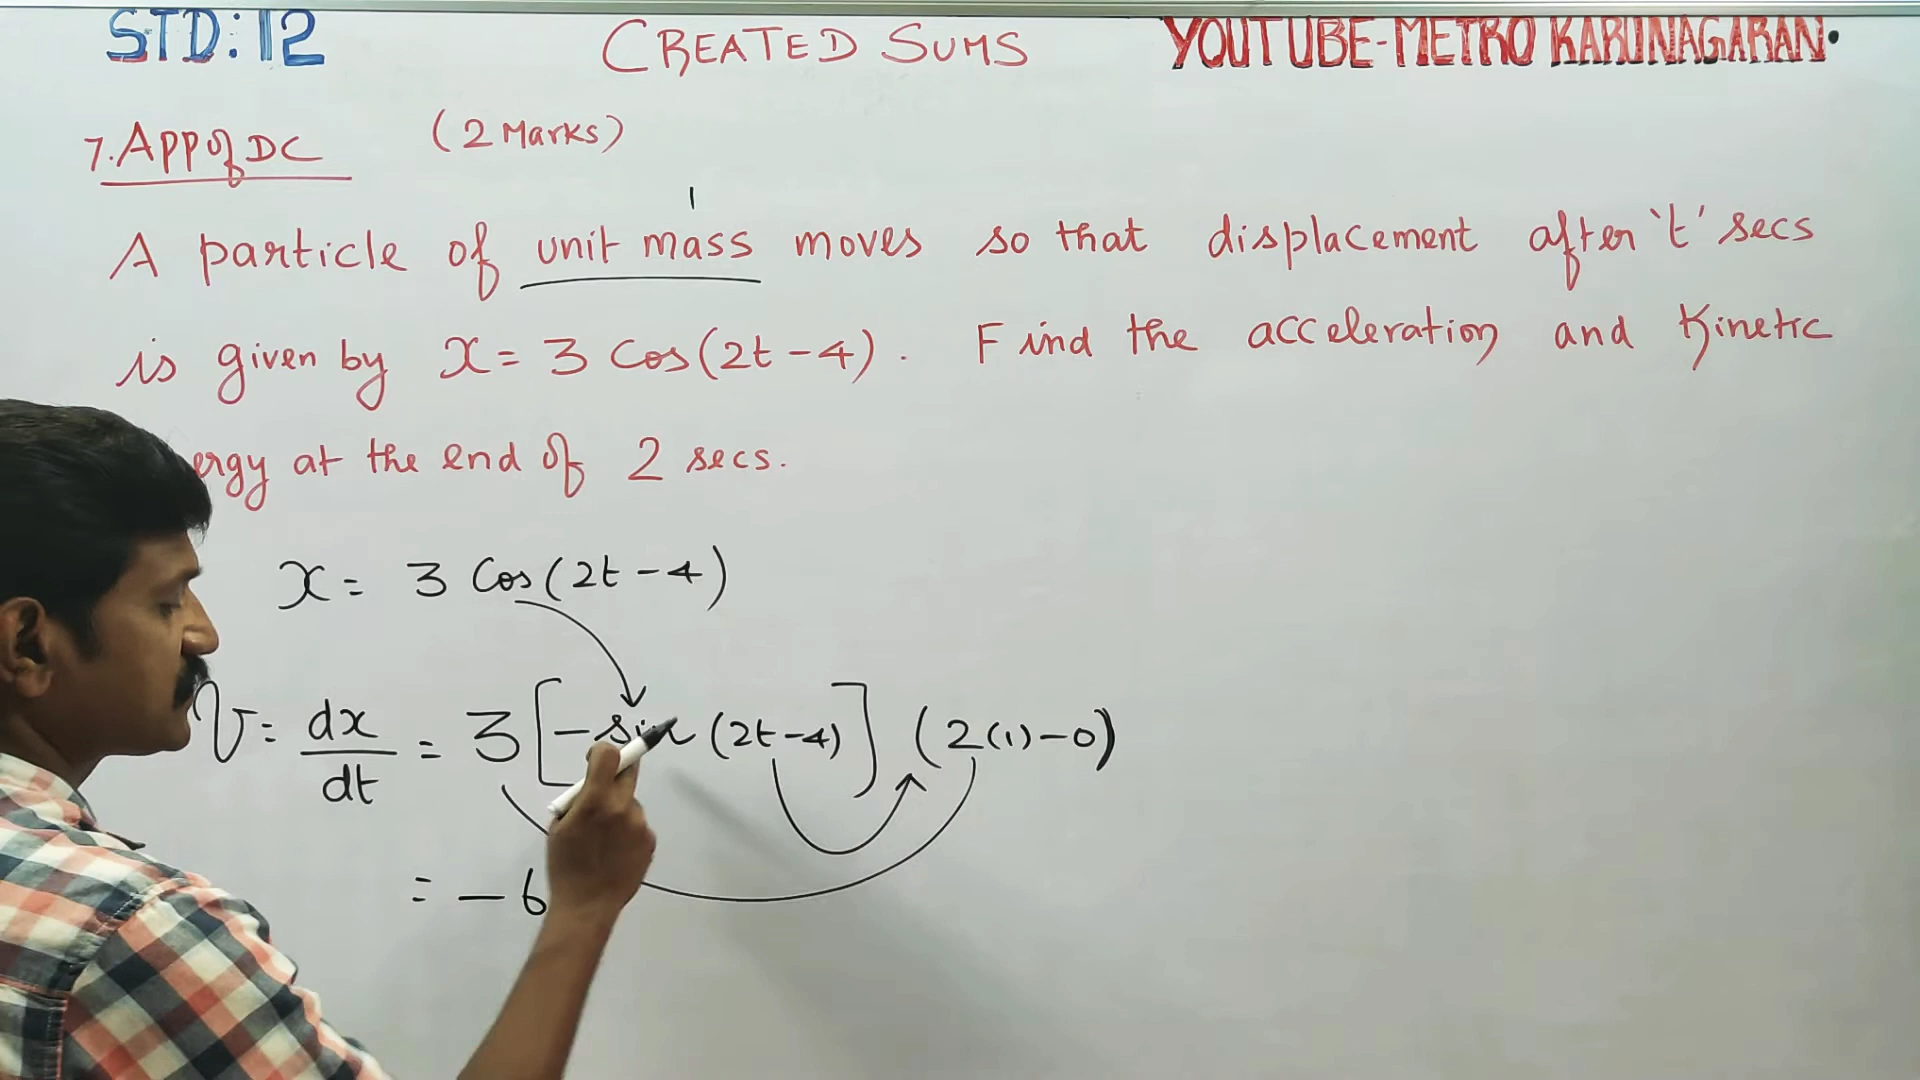 STD: 12 CREATED SUMS YOUTUBE-METRO KARUNAGARAN.
7. APP of DC (2 Marks)
1
A particle of unit mass moves so that displacement after 't' secs
is given by x = 3 Cos(2t - 4). Find the acceleration and Kinetic
ergy at the end of 2 secs.
x = 3 Cos(2t - 4)
V = dx/dt = 3 [-sin (2t-4)] (2(1)-0)
= -6